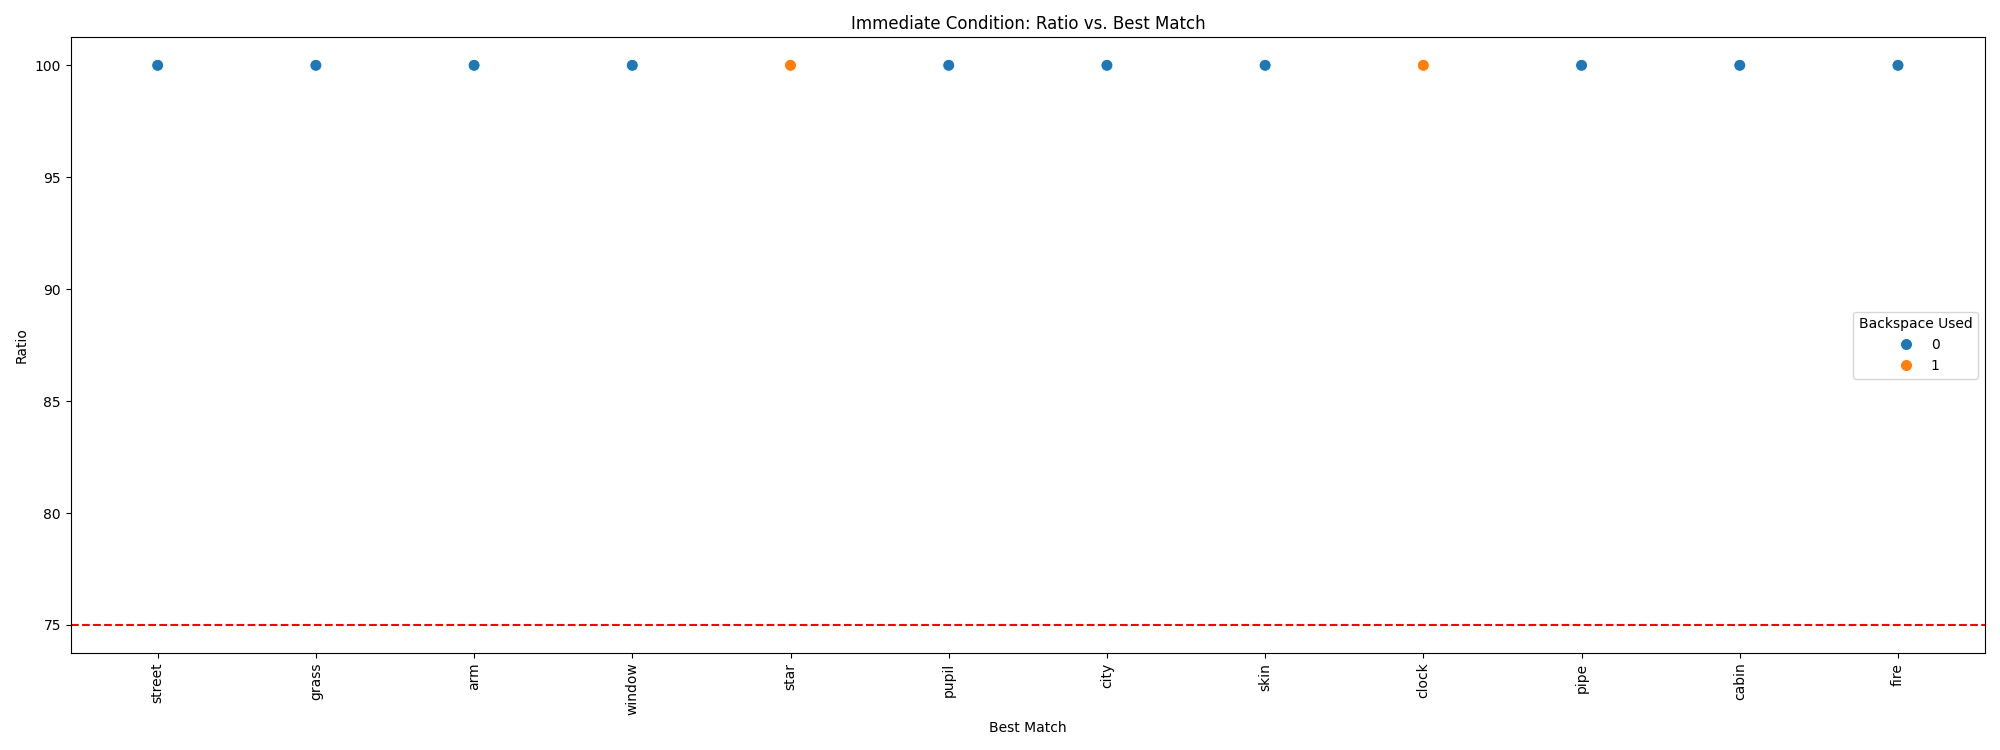 Immediate Condition: Ratio vs. Best Match
100
95
90
85
80
75
Ratio
Backspace Used
0
1
street
grass
arm
window
star
pupil
city
skin
clock
pipe
cabin
fire
Best Match